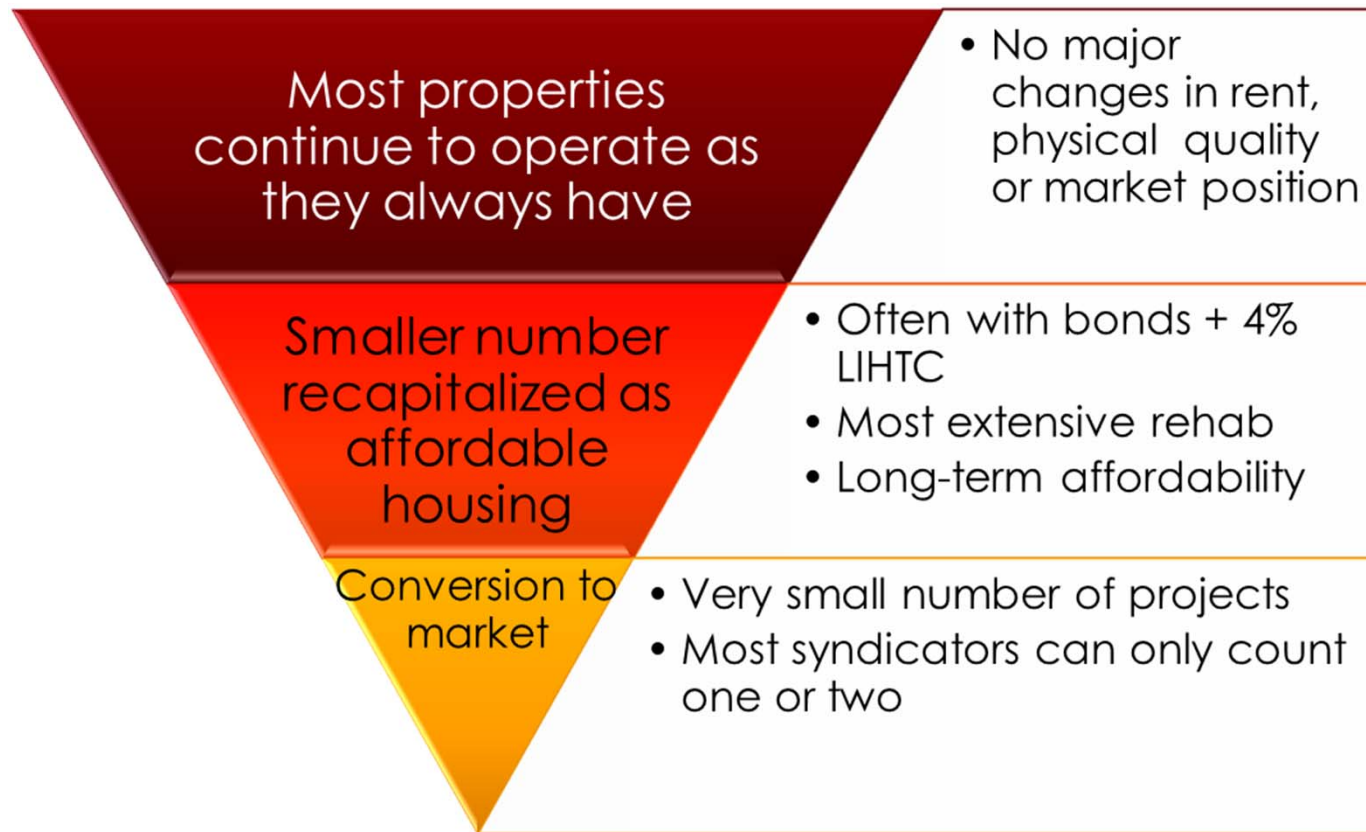 Most properties
continue to operate as
they always have
• No major
changes in rent,
physical quality
or market position
Smaller number
recapitalized as
affordable
housing
• Often with bonds + 4%
LIHTC
• Most extensive rehab
• Long-term affordability
Conversion to
market
• Very small number of projects
• Most syndicators can only count
one or two